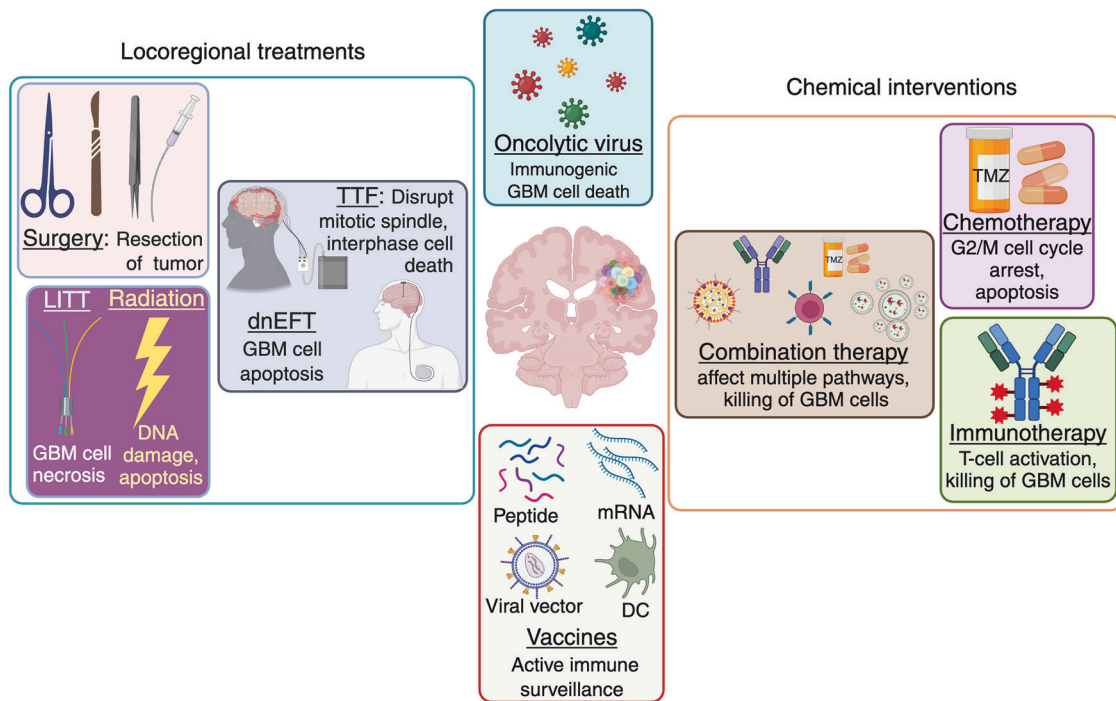 Locoregional treatments
Surgery: Resection
of tumor
LITT
GBM cell
necrosis
Radiation
DNA
damage,
apoptosis
TTF: Disrupt
mitotic spindle,
interphase cell
death
dnEFT
GBM cell
apoptosis
Oncolytic virus
Immunogenic
GBM cell death
Peptide
mRNA
Viral vector
DC
Vaccines
Active immune
surveillance
Chemical interventions
TMZ
Combination therapy
affect multiple pathways,
killing of GBM cells
TMZ
Chemotherapy
G2/M cell cycle
arrest,
apoptosis
Immunotherapy
T-cell activation,
killing of GBM cells